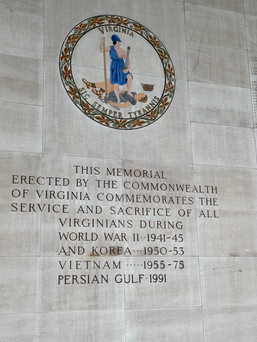 VIRGINIA
SIC SEMPER TYRANNIS
THIS MEMORIAL
ERECTED BY THE COMMONWEALTH
OF VIRGINIA COMMEMORATES THE
SERVICE AND SACRIFICE OF ALL
VIRGINIANS DURING
WORLD WAR II··1941-45
AND KOREA···1950-53
VIETNAM ·····1955-75
PERSIAN GULF·1991